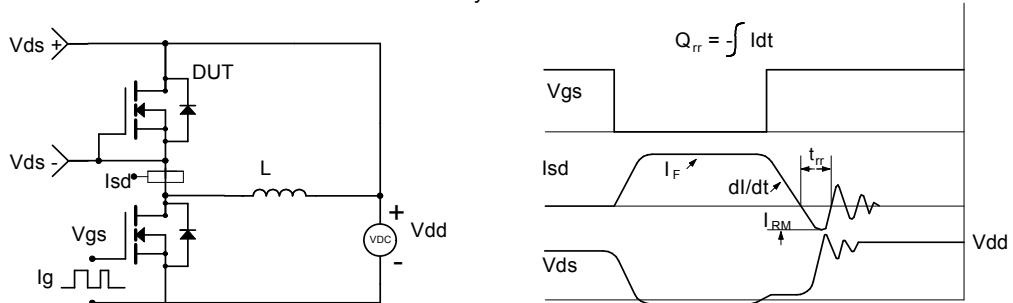 Vds +
DUT
Vds -
Isd
L
Vgs
+
VDC
Vdd
-
Ig
Qrr = -∫ Idt
Vgs
Isd
IF
dI/dt
trr
IRM
Vds
Vdd